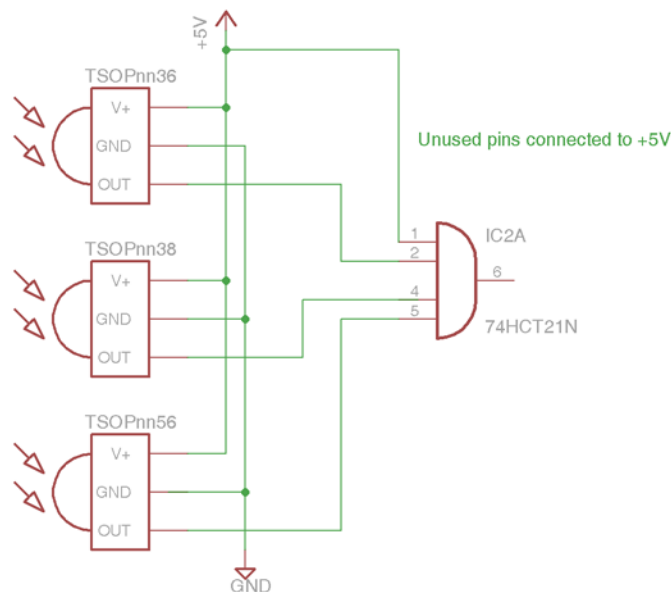 +5V
TSOPnn36
V+
GND
OUT
Unused pins connected to +5V
TSOPnn38
V+
GND
OUT
1
2
4
5
6
IC2A
74HCT21N
TSOPnn56
V+
GND
OUT
GND